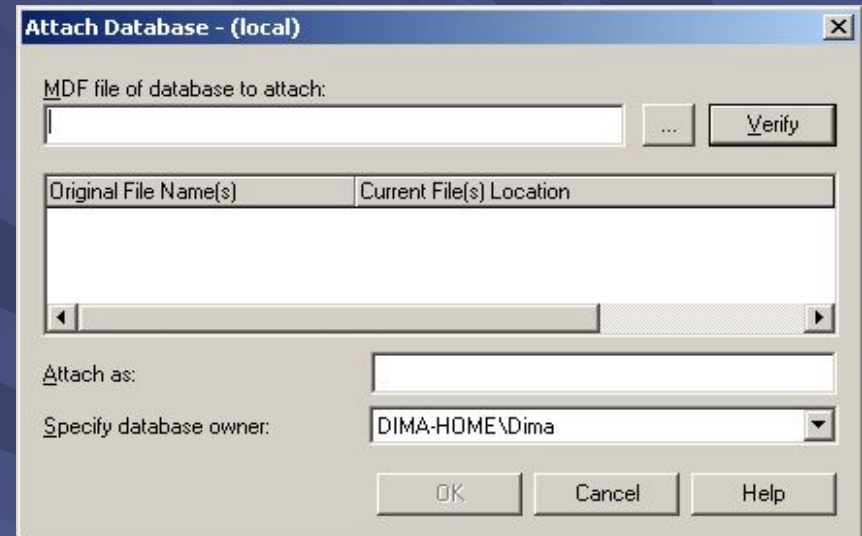 Attach Database - (local)
MDF file of database to attach:
... Verify
Original File Name(s) Current File(s) Location
Attach as:
Specify database owner: DIMA-HOME\Dima
OK Cancel Help